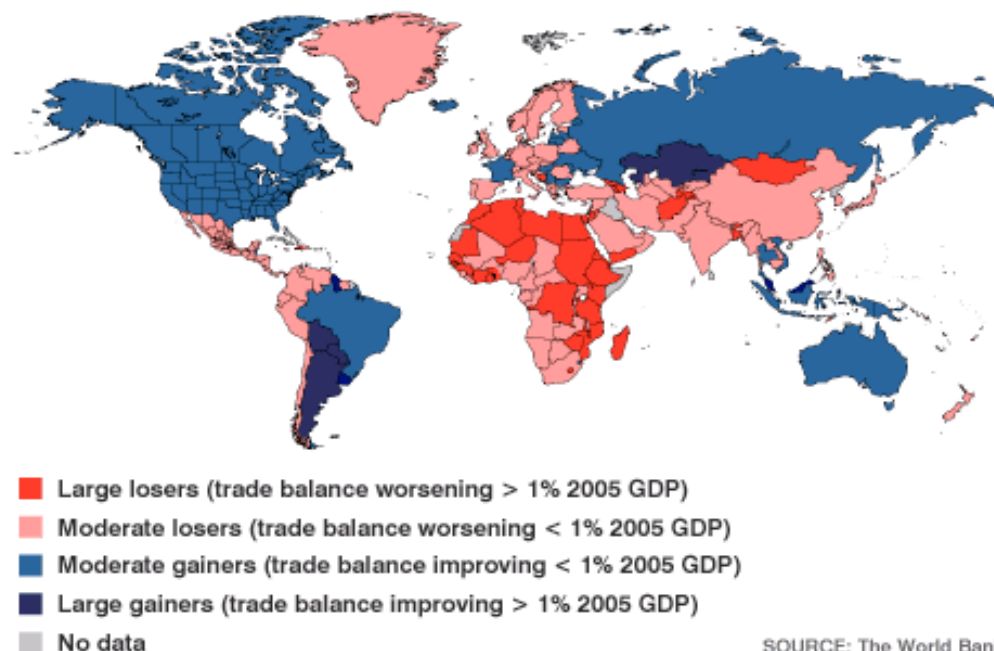 Large losers (trade balance worsening > 1% 2005 GDP)
Moderate losers (trade balance worsening < 1% 2005 GDP)
Moderate gainers (trade balance improving < 1% 2005 GDP)
Large gainers (trade balance improving > 1% 2005 GDP)
No data
SOURCE: The World Ban